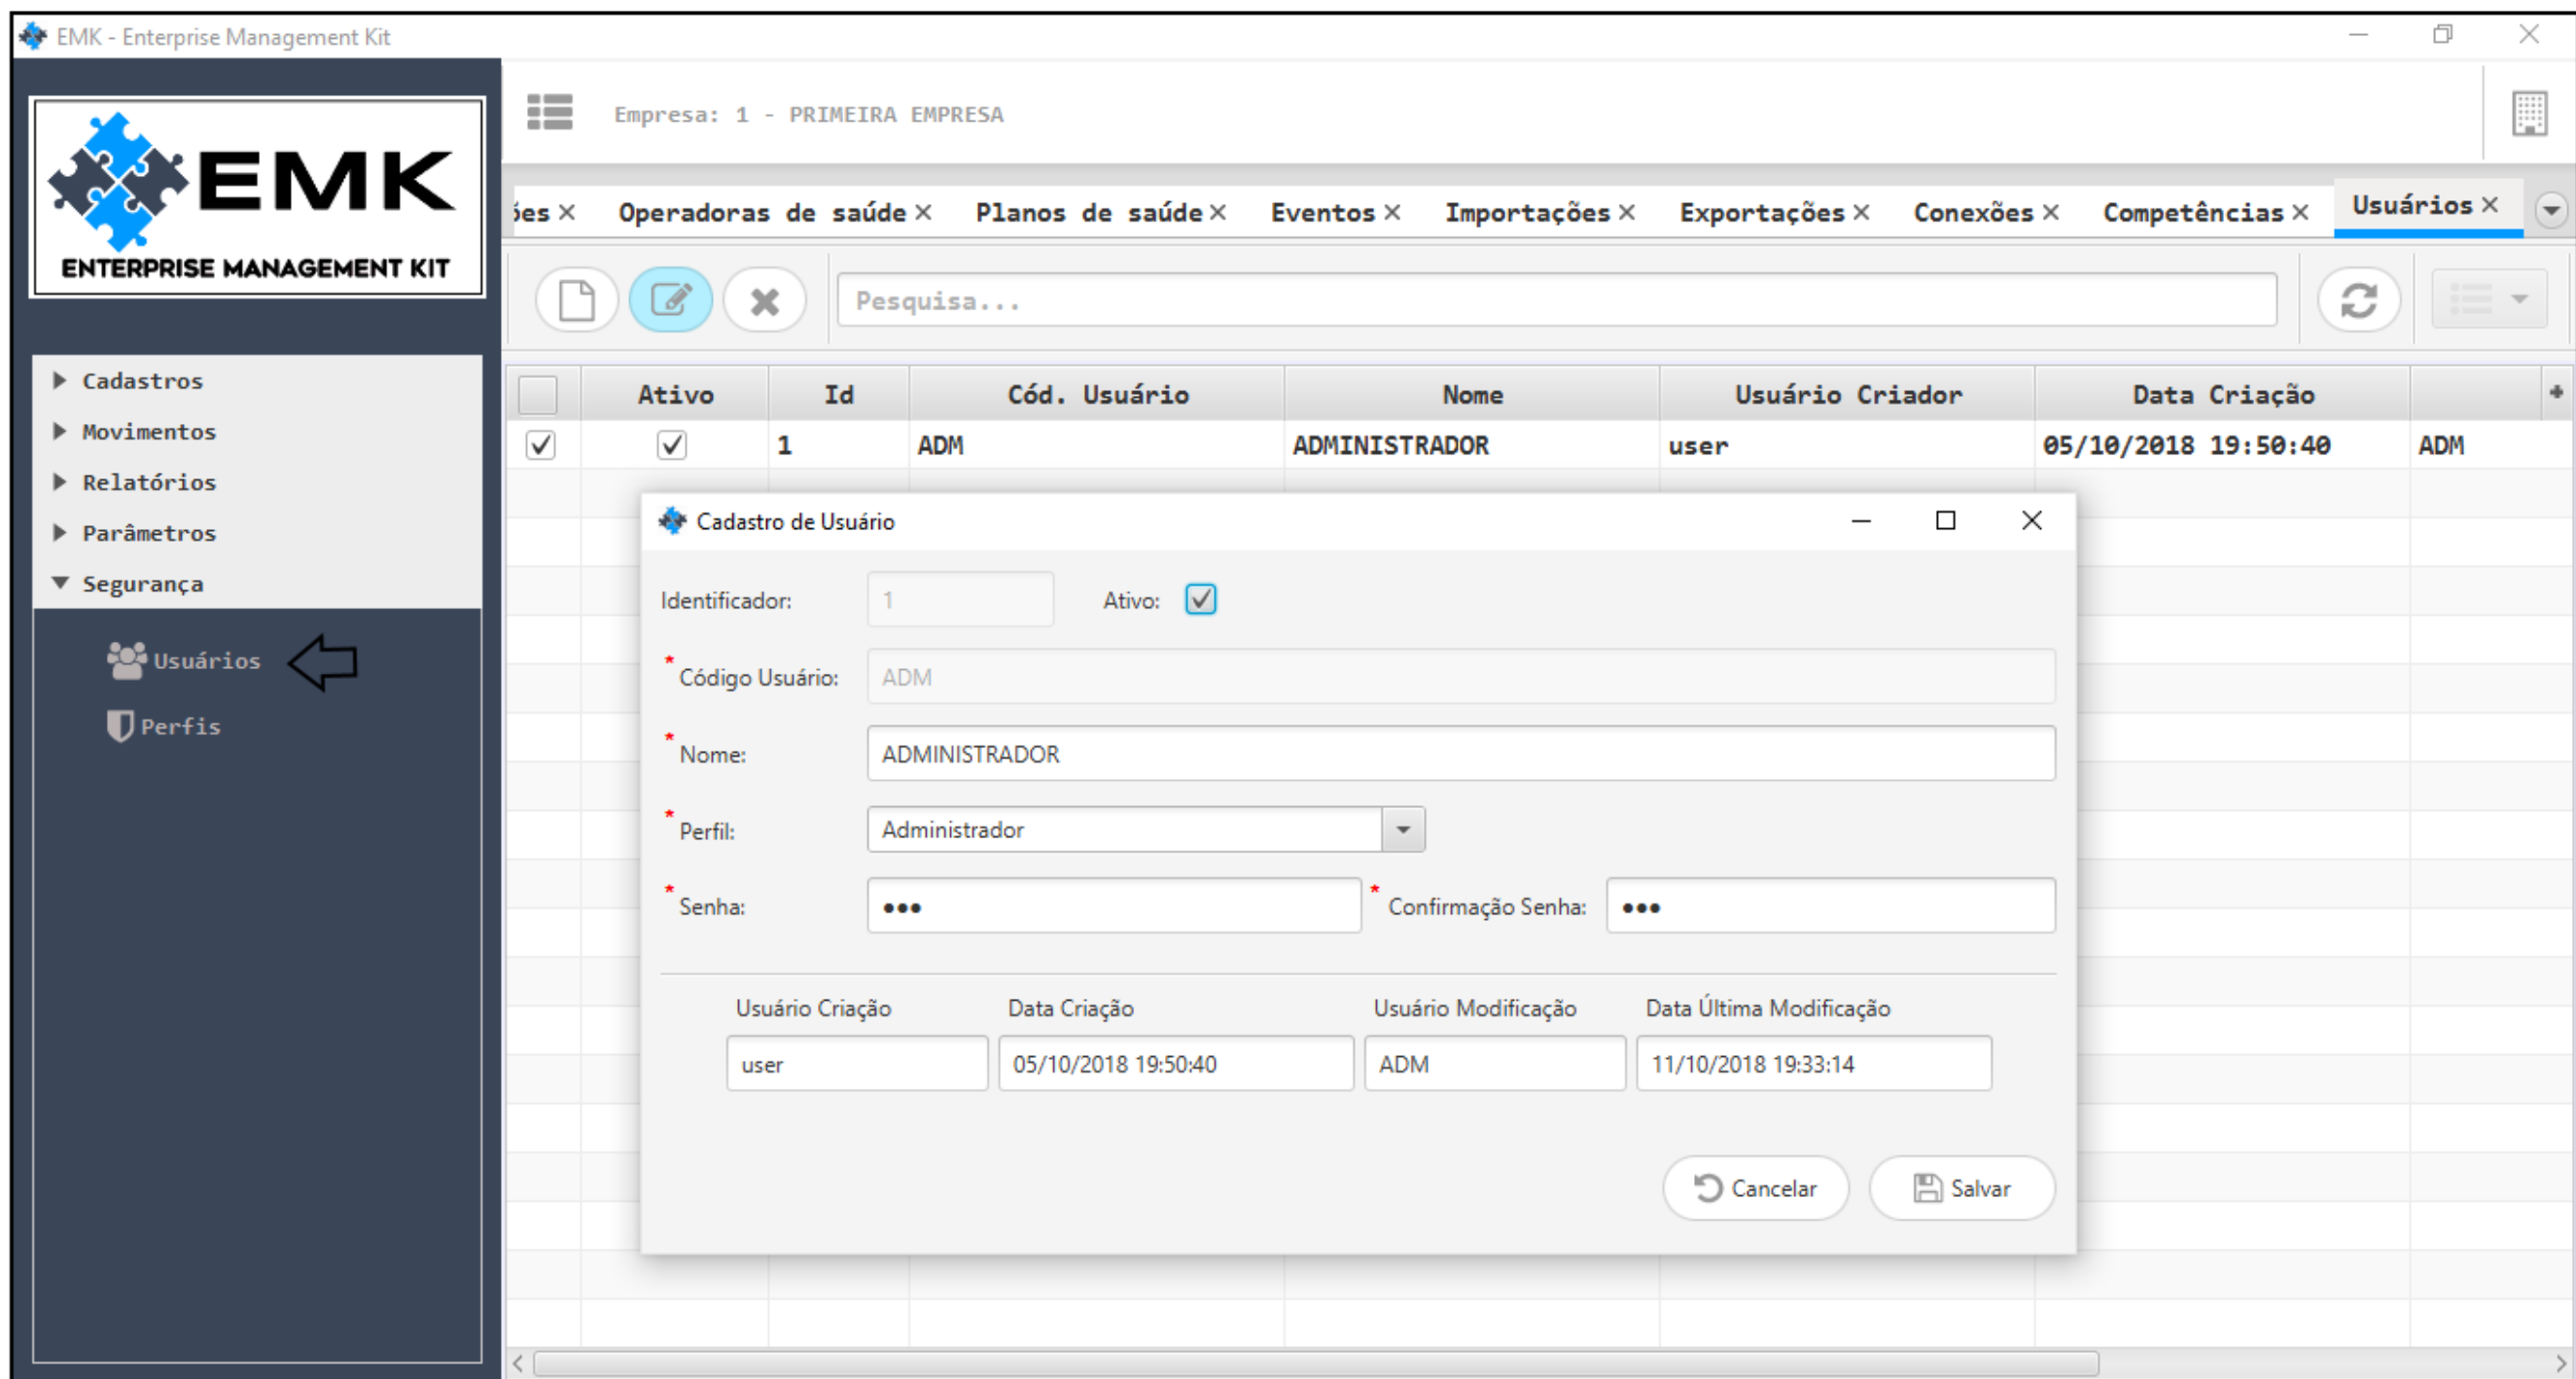 EMK - Enterprise Management Kit
EMK
ENTERPRISE MANAGEMENT KIT
Empresa: 1 - PRIMEIRA EMPRESA
ões Operadoras de saúde Planos de saúde Eventos Importações Exportações Conexões Competências Usuários
Pesquisa...
Cadastros
Movimentos
Relatórios
Parâmetros
Segurança
Usuários
Perfis
Ativo Id Cód. Usuário Nome Usuário Criador Data Criação
1 ADM ADMINISTRADOR user 05/10/2018 19:50:40 ADM
Cadastro de Usuário
Identificador: 1 Ativo:
* Código Usuário: ADM
* Nome: ADMINISTRADOR
* Perfil: Administrador
* Senha: ••• * Confirmação Senha: •••
Usuário Criação Data Criação Usuário Modificação Data Última Modificação
user 05/10/2018 19:50:40 ADM 11/10/2018 19:33:14
Cancelar Salvar